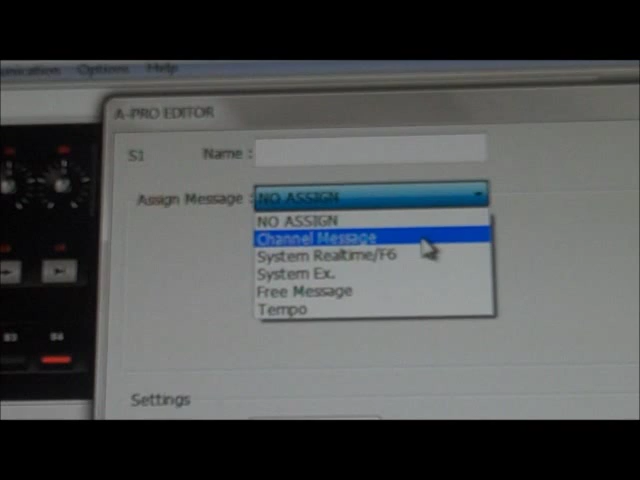 Options Help
A-PRO EDITOR
S1 Name :
Assign Message : NO ASSIGN
NO ASSIGN
Channel Message
System Realtime/F6
System Ex.
Free Message
Tempo
Settings